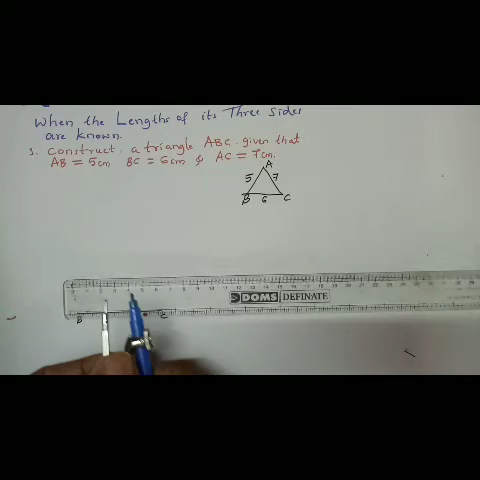 When the Lengths of its Three sides
are known.
3. Construct a triangle ABC given that
AB = 5cm BC = 6cm & AC = 7cm.
A
5 7
B 6 C
DOMS DEFINATE
B C